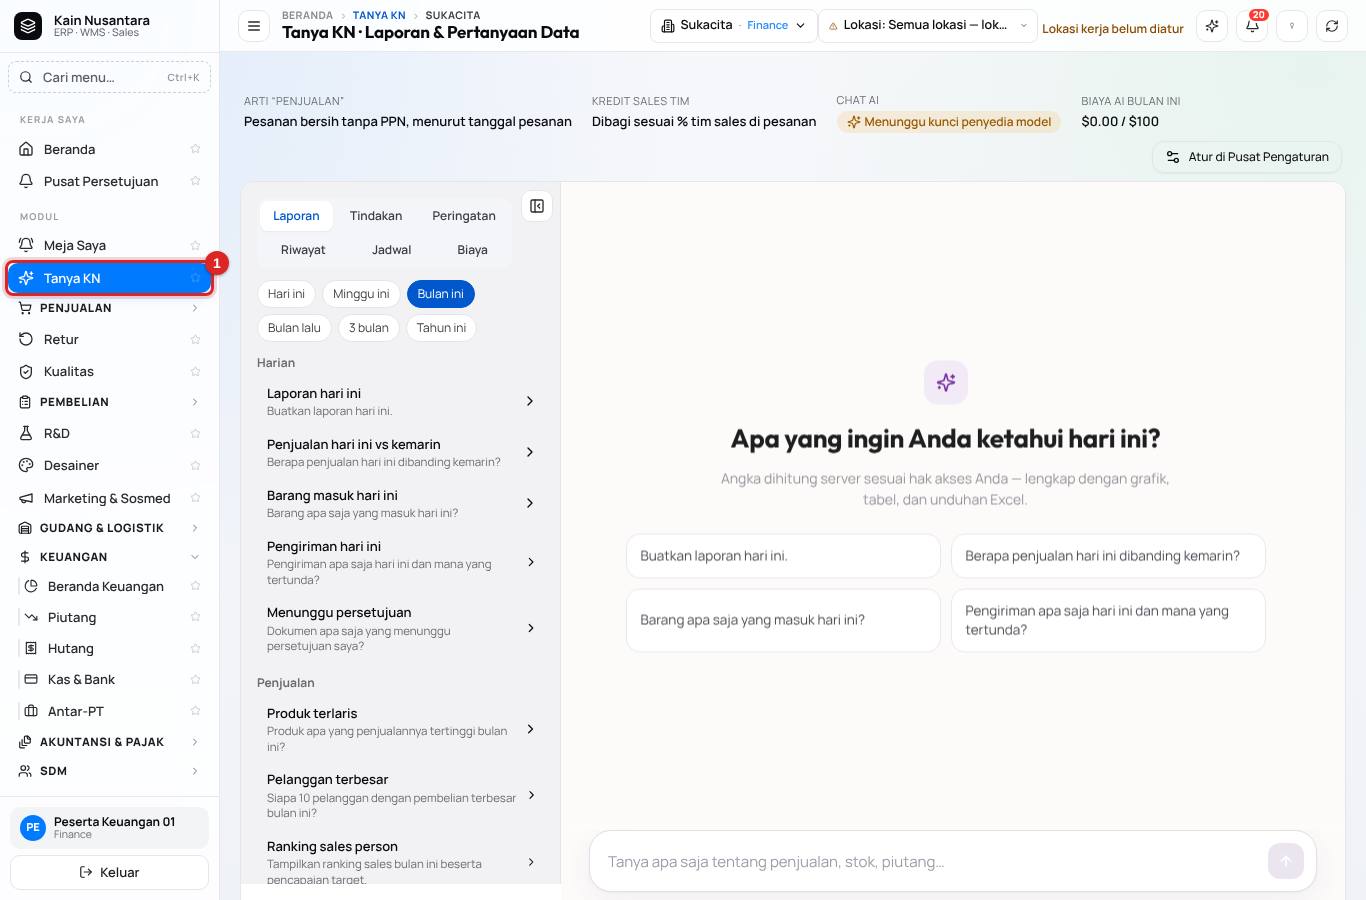 Kain Nusantara
ERP · WMS · Sales
Cari menu... Ctrl+K
KERJA SAYA
Beranda
Pusat Persetujuan
MODUL
Meja Saya
Tanya KN
1
PENJUALAN
Retur
Kualitas
PEMBELIAN
R&D
Desainer
Marketing & Sosmed
GUDANG & LOGISTIK
KEUANGAN
Beranda Keuangan
Piutang
Hutang
Kas & Bank
Antar-PT
AKUNTANSI & PAJAK
SDM
PE
Peserta Keuangan 01
Finance
Keluar
BERANDA › TANYA KN › SUKACITA
Tanya KN · Laporan & Pertanyaan Data
Sukacita · Finance
Lokasi: Semua lokasi — lok...
Lokasi kerja belum diatur
20
ARTI "PENJUALAN"
Pesanan bersih tanpa PPN, menurut tanggal pesanan
KREDIT SALES TIM
Dibagi sesuai % tim sales di pesanan
CHAT AI
Menunggu kunci penyedia model
BIAYA AI BULAN INI
$0.00 / $100
Atur di Pusat Pengaturan
Laporan Tindakan Peringatan
Riwayat Jadwal Biaya
Hari ini Minggu ini Bulan ini
Bulan lalu 3 bulan Tahun ini
Harian
Laporan hari ini
Buatkan laporan hari ini.
Penjualan hari ini vs kemarin
Berapa penjualan hari ini dibanding kemarin?
Barang masuk hari ini
Barang apa saja yang masuk hari ini?
Pengiriman hari ini
Pengiriman apa saja hari ini dan mana yang
tertunda?
Menunggu persetujuan
Dokumen apa saja yang menunggu
persetujuan saya?
Penjualan
Produk terlaris
Produk apa yang penjualannya tertinggi bulan
ini?
Pelanggan terbesar
Siapa 10 pelanggan dengan pembelian terbesar
bulan ini?
Ranking sales person
Tampilkan ranking sales bulan ini beserta
pencapaian target.
Apa yang ingin Anda ketahui hari ini?
Angka dihitung server sesuai hak akses Anda — lengkap dengan grafik,
tabel, dan unduhan Excel.
Buatkan laporan hari ini.
Berapa penjualan hari ini dibanding kemarin?
Barang apa saja yang masuk hari ini?
Pengiriman apa saja hari ini dan mana yang
tertunda?
Tanya apa saja tentang penjualan, stok, piutang...